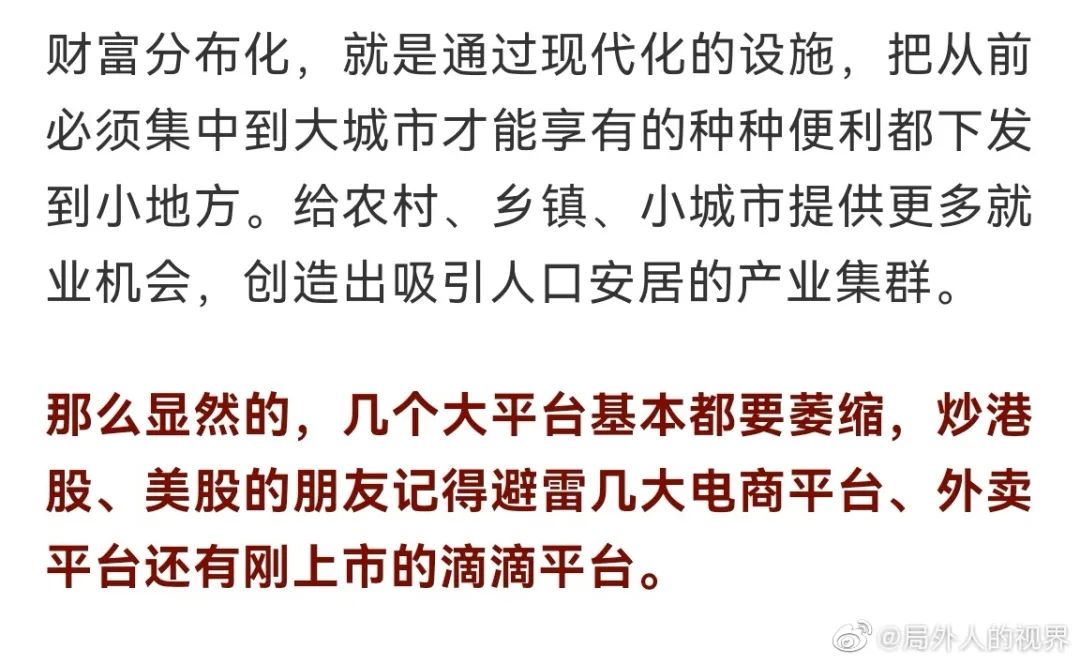 财富分布化，就是通过现代化的设施，把从前
必须集中到大城市才能享有的种种便利都下发
到小地方。给农村、乡镇、小城市提供更多就
业机会，创造出吸引人口安居的产业集群。
那么显然的，几个大平台基本都要萎缩，炒港
股、美股的朋友记得避雷几大电商平台、外卖
平台还有刚上市的滴滴平台。
@局外人的视界